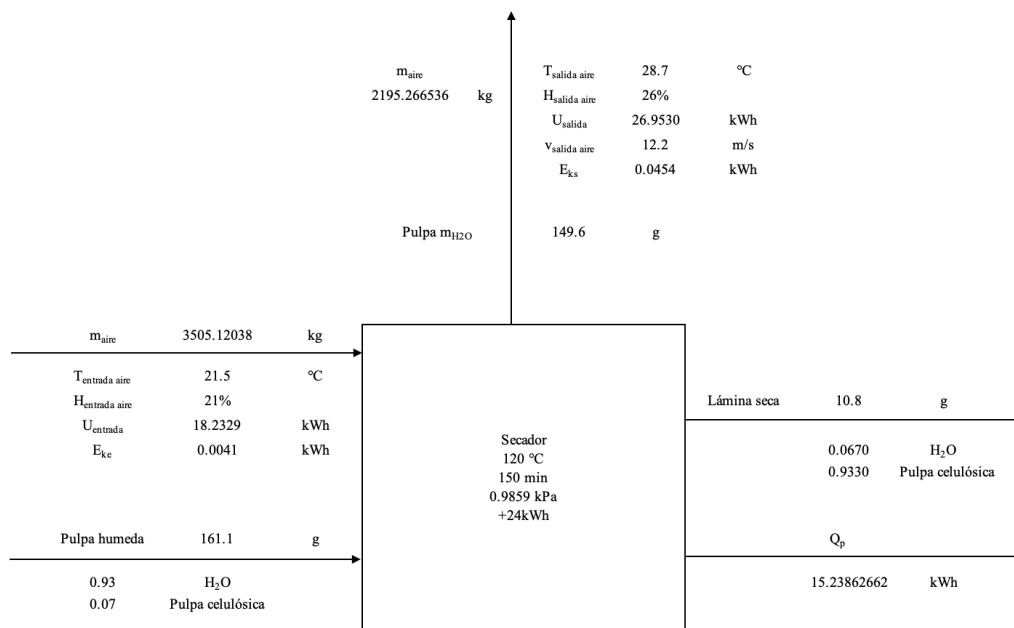 m_aire
2195.266536 kg
T_salida aire 28.7 °C
H_salida aire 26%
U_salida 26.9530 kWh
v_salida aire 12.2 m/s
E_ks 0.0454 kWh
Pulpa m_H2O 149.6 g
m_aire 3505.12038 kg
T_entrada aire 21.5 °C
H_entrada aire 21%
U_entrada 18.2329 kWh
E_ke 0.0041 kWh
Pulpa humeda 161.1 g
0.93 H2O
0.07 Pulpa celulósica
Secador
120 °C
150 min
0.9859 kPa
+24kWh
Lámina seca 10.8 g
0.0670 H2O
0.9330 Pulpa celulósica
Q_p
15.23862662 kWh